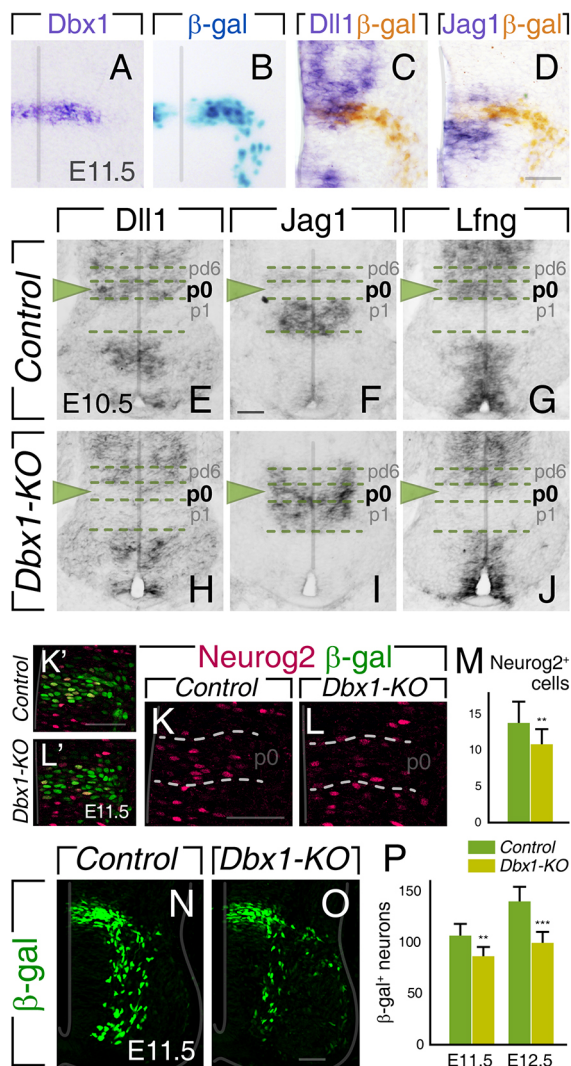 Dbx1 β-gal Dll1β-gal Jag1β-gal
A B C D
E11.5
Dll1 Jag1 Lfng
Control
pd6 pd6 pd6
p0 p0 p0
p1 p1 p1
E10.5 E F G
Dbx1-KO
pd6 pd6 pd6
p0 p0 p0
p1 p1 p1
H I J
Neurog2 β-gal
K' Control
L' Dbx1-KO
E11.5
Control Dbx1-KO
K L
p0
M Neurog2⁺
cells
15
10
5
0
**
Control Dbx1-KO
N O
β-gal
E11.5
P
Control
Dbx1-KO
β-gal⁺ neurons
150
100
50
0
** ***
E11.5 E12.5